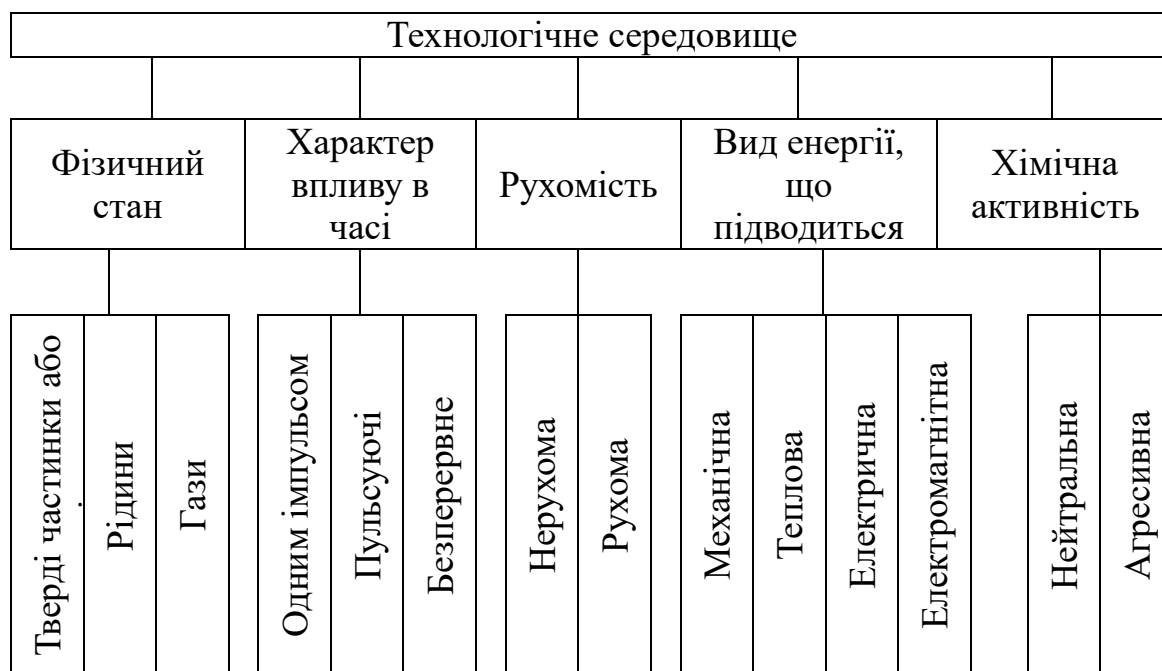 Технологічне середовище
Фізичний
стан
Характер
впливу в
часі
Рухомість
Вид енергії,
що
підводиться
Хімічна
активність
Тверді частинки або
Рідини
Гази
Одним імпульсом
Пульсуючі
Безперервне
Нерухома
Рухома
Механічна
Теплова
Електрична
Електромагнітна
Нейтральна
Агресивна